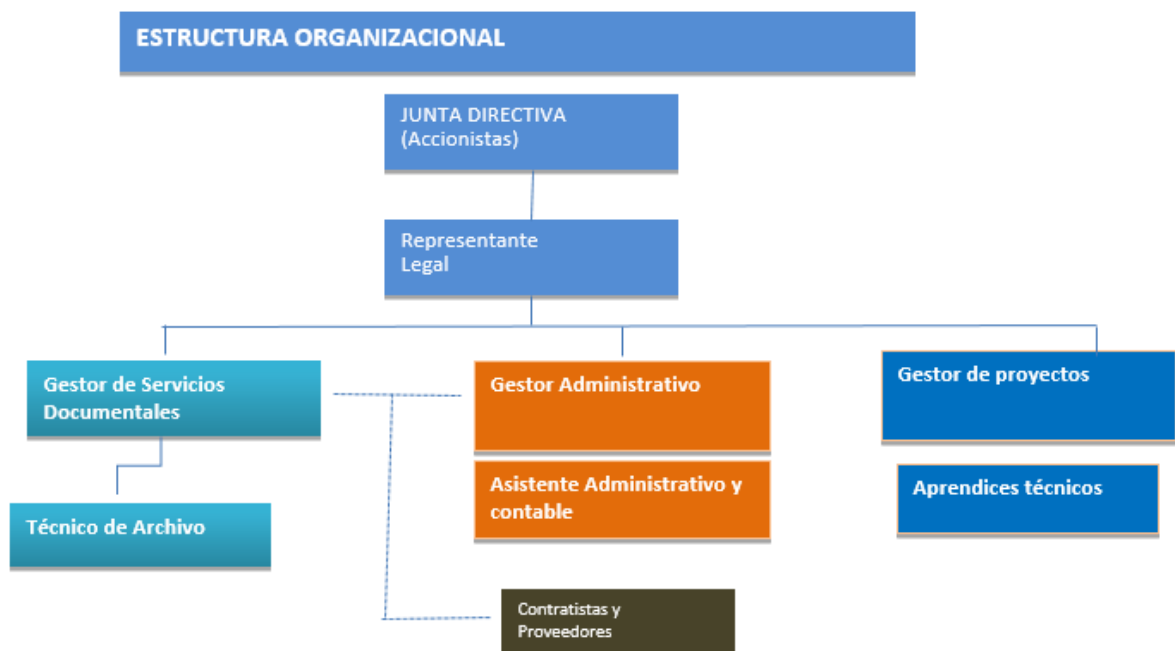 ESTRUCTURA ORGANIZACIONAL
JUNTA DIRECTIVA
(Accionistas)
Representante
Legal
Gestor de Servicios
Documentales
Gestor Administrativo
Gestor de proyectos
Técnico de Archivo
Asistente Administrativo y
contable
Aprendices técnicos
Contratistas y
Proveedores